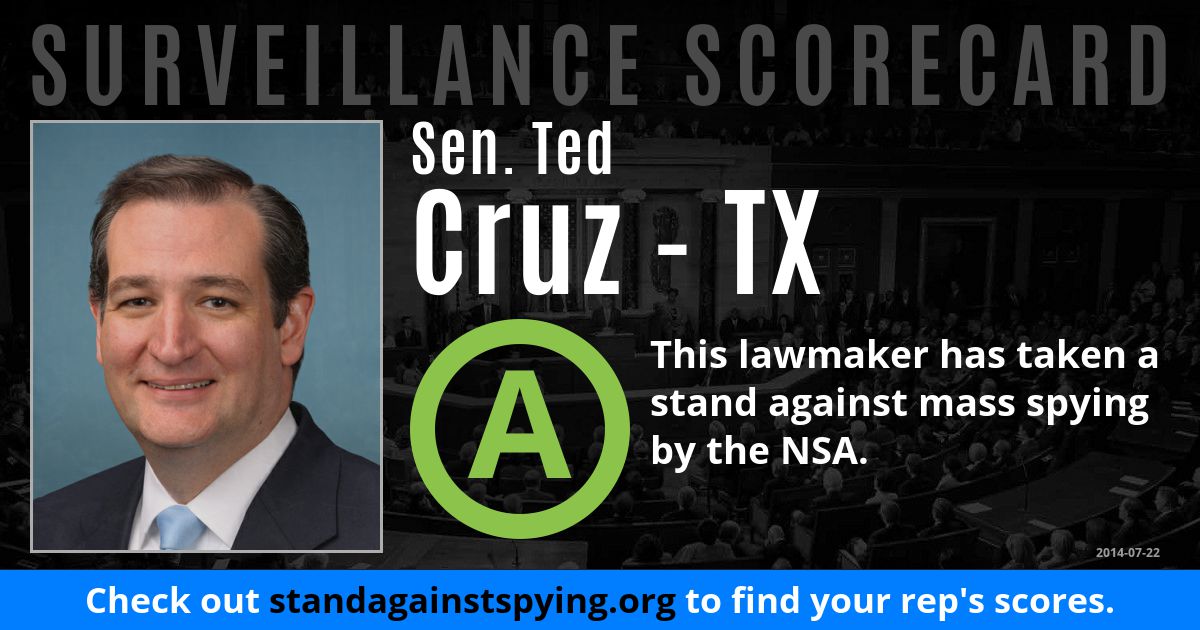 SURVEILLANCE SCORECARD
Sen. Ted
Cruz - TX
A
This lawmaker has taken a
stand against mass spying
by the NSA.
2014-07-22
Check out standagainstspying.org to find your rep's scores.